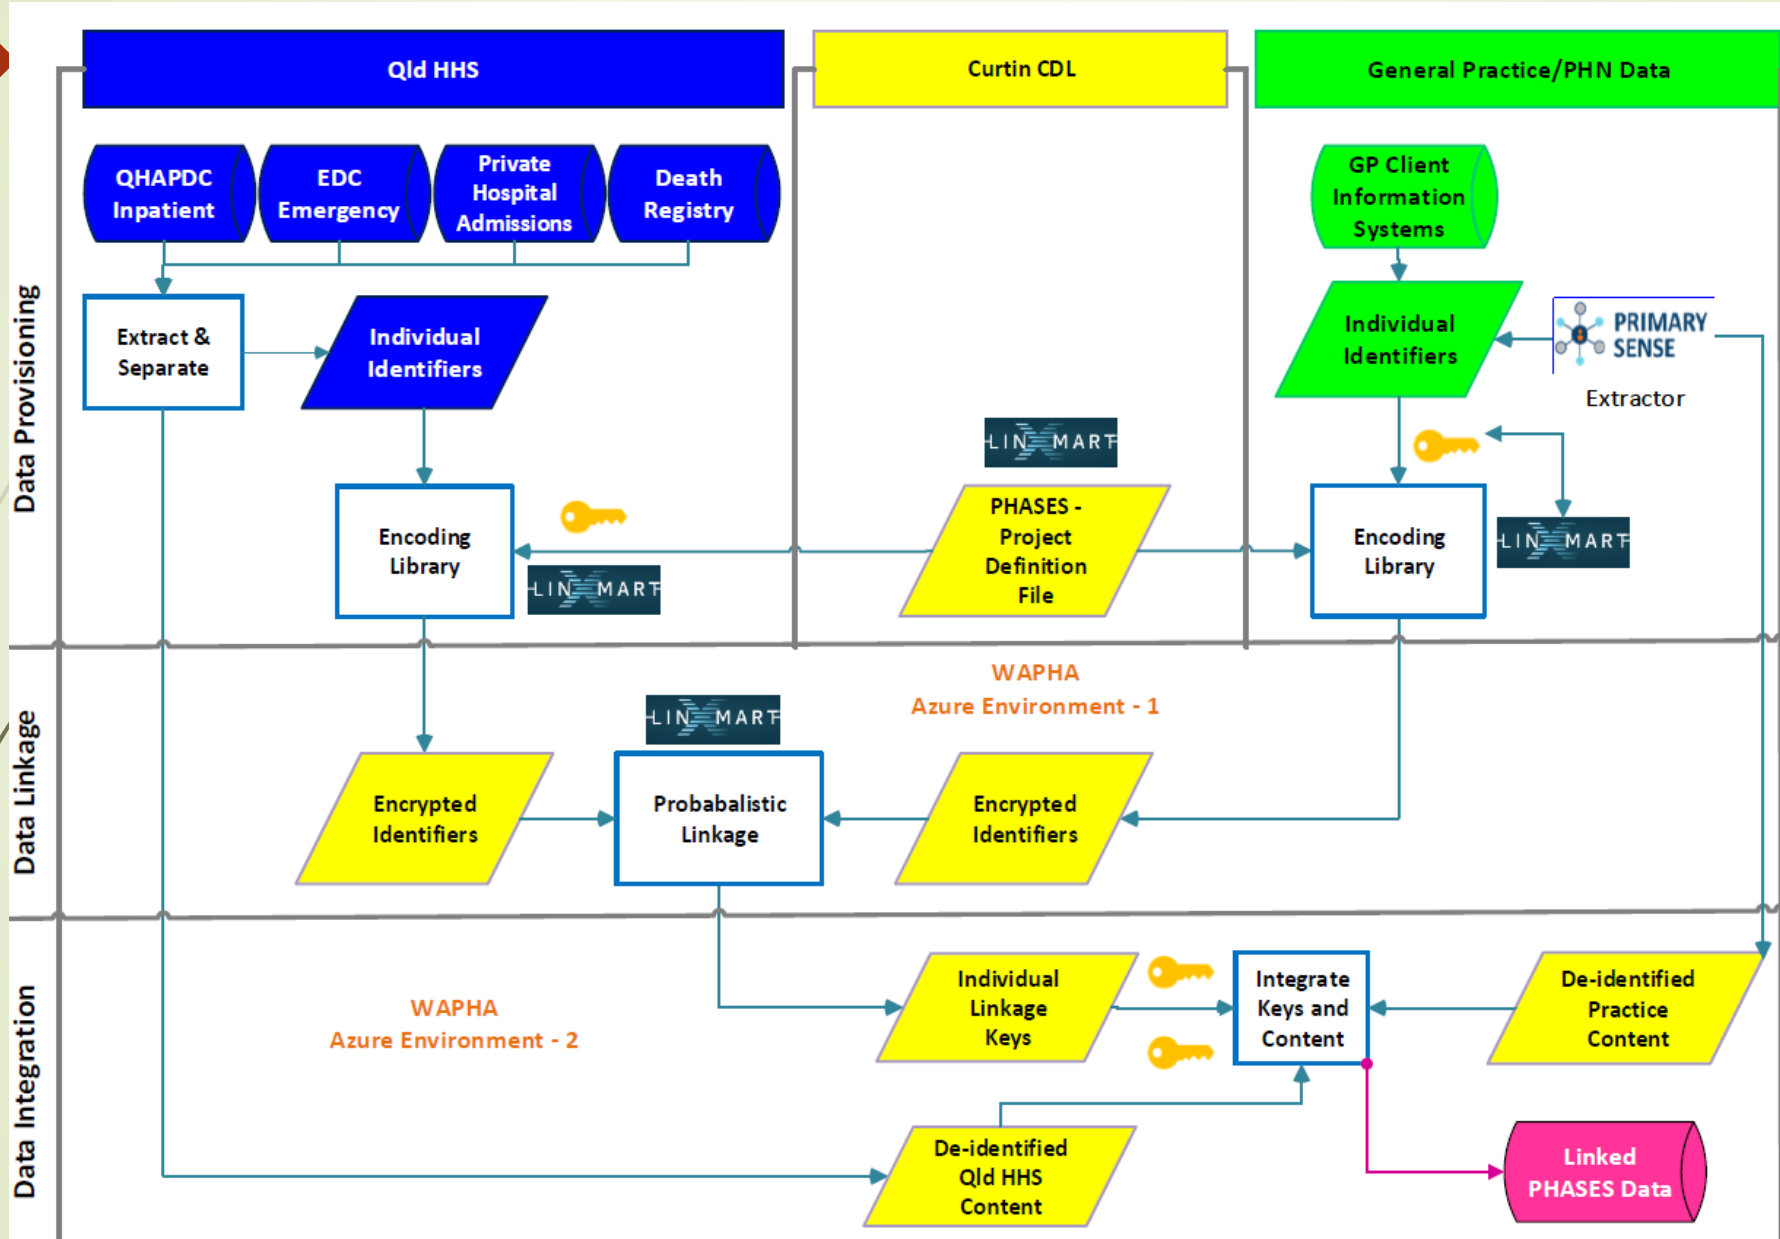 Qld HHS
Curtin CDL
General Practice/PHN Data
Data Provisioning
QHAPDC
Inpatient
EDC
Emergency
Private
Hospital
Admissions
Death
Registry
GP Client
Information
Systems
Extract &
Separate
Individual
Identifiers
Individual
Identifiers
PRIMARY
SENSE
Extractor
LINXMART
PHASES -
Project
Definition
File
Encoding
Library
LINXMART
Encoding
Library
LINXMART
Data Linkage
WAPHA
Azure Environment - 1
LINXMART
Encrypted
Identifiers
Probabalistic
Linkage
Encrypted
Identifiers
Data Integration
WAPHA
Azure Environment - 2
Individual
Linkage
Keys
Integrate
Keys and
Content
De-identified
Practice
Content
De-identified
Qld HHS
Content
Linked
PHASES Data